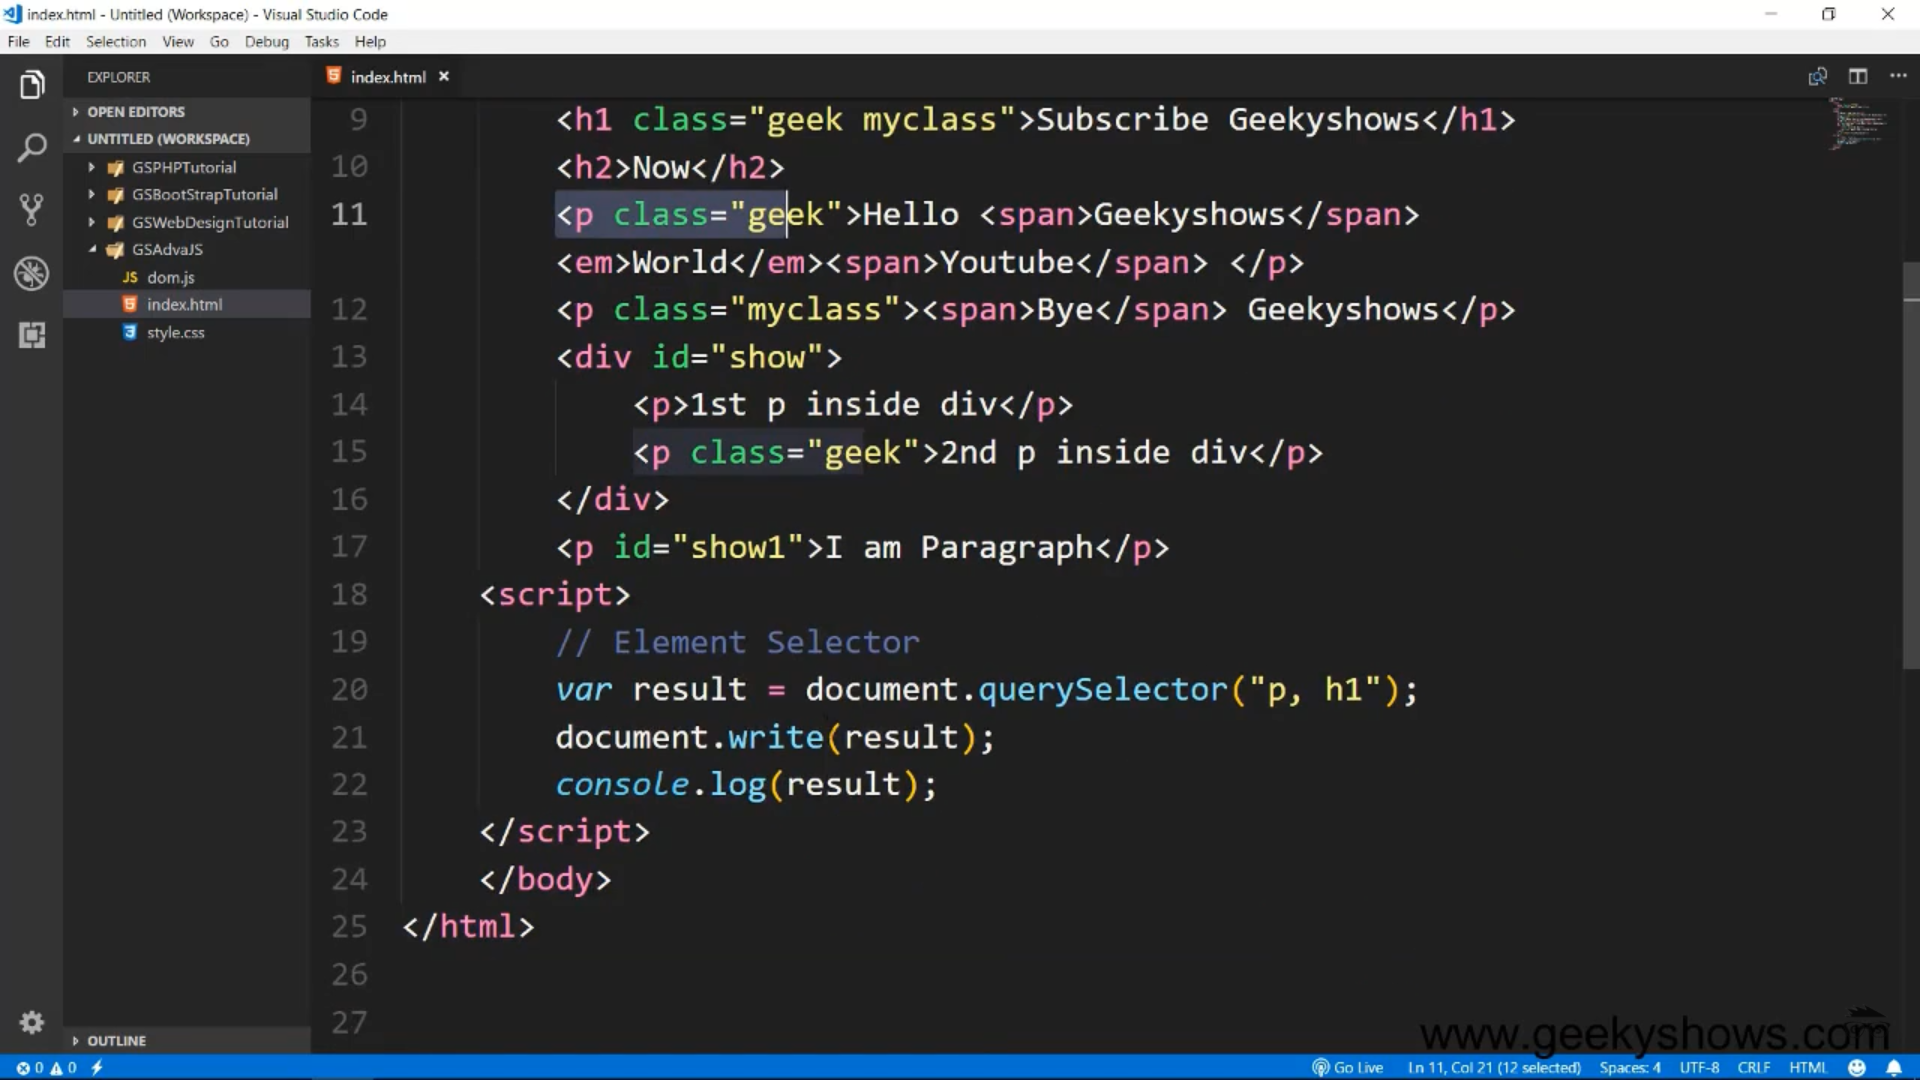 index.html - Untitled (Workspace) - Visual Studio Code
File Edit Selection View Go Debug Tasks Help
EXPLORER
OPEN EDITORS
UNTITLED (WORKSPACE)
GSPHPTutorial
GSBootStrapTutorial
GSWebDesignTutorial
GSAdvaJS
JS dom.js
index.html
style.css
OUTLINE
index.html
9 <h1 class="geek myclass">Subscribe Geekyshows</h1>
10 <h2>Now</h2>
11 <p class="geek">Hello <span>Geekyshows</span>
<em>World</em><span>Youtube</span> </p>
12 <p class="myclass"><span>Bye</span> Geekyshows</p>
13 <div id="show">
14 <p>1st p inside div</p>
15 <p class="geek">2nd p inside div</p>
16 </div>
17 <p id="show1">I am Paragraph</p>
18 <script>
19 // Element Selector
20 var result = document.querySelector("p, h1");
21 document.write(result);
22 console.log(result);
23 </script>
24 </body>
25 </html>
26
27
www.geekyshows.com
0 0 Go Live Ln 11, Col 21 (12 selected) Spaces: 4 UTF-8 CRLF HTML